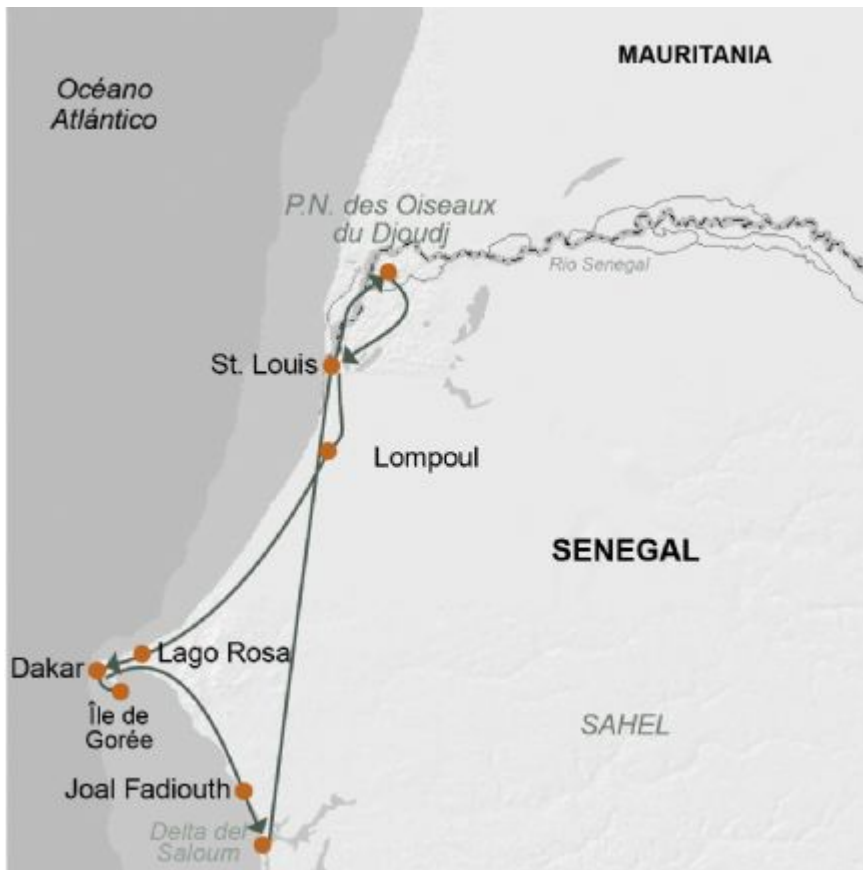 MAURITANIA
Océano
Atlántico
P.N. des Oiseaux
du Djoudj
Rio Senegal
St. Louis
Lompoul
SENEGAL
Lago Rosa
Dakar
Île de
Gorée
SAHEL
Joal Fadiouth
Delta del
Saloum